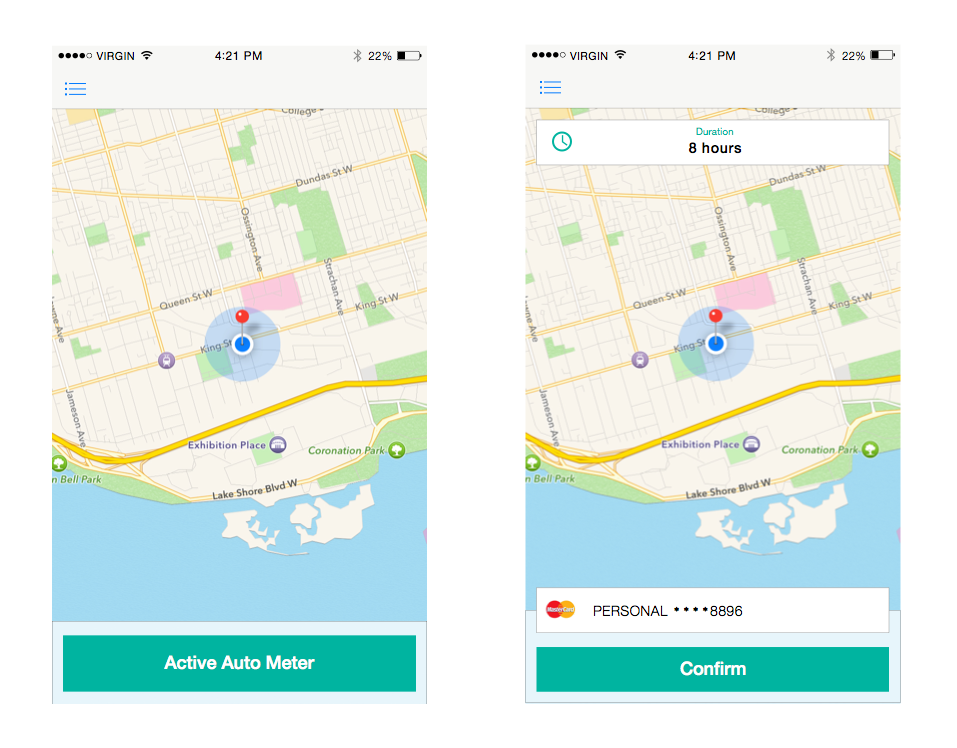 VIRGIN 4:21 PM 22%
College
Dundas St W
Ossington Ave
Strachan Ave
Queen St W
King St W
King St
Jameson Ave
Exhibition Place
Coronation Park
n Bell Park
Lake Shore Blvd W
Active Auto Meter
VIRGIN 4:21 PM 22%
Duration
8 hours
Dundas St W
Ossington Ave
Strachan Ave
Queen St W
King St W
King St
Jameson Ave
Exhibition Place
Coronation Park
n Bell Park
Lake Shore Blvd W
MasterCard
PERSONAL ****8896
Confirm